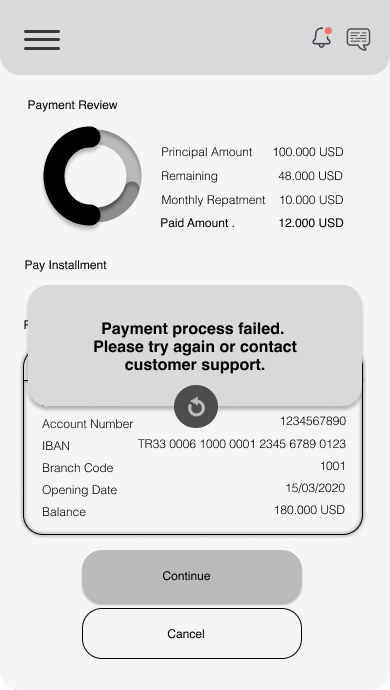 Payment Review
Principal Amount 100.000 USD
Remaining 48.000 USD
Monthly Repatment 10.000 USD
Paid Amount . 12.000 USD
Pay Installment
Payment process failed.
Please try again or contact
customer support.
Account Number 1234567890
IBAN TR33 0006 1000 0001 2345 6789 0123
Branch Code 1001
Opening Date 15/03/2020
Balance 180.000 USD
Continue
Cancel